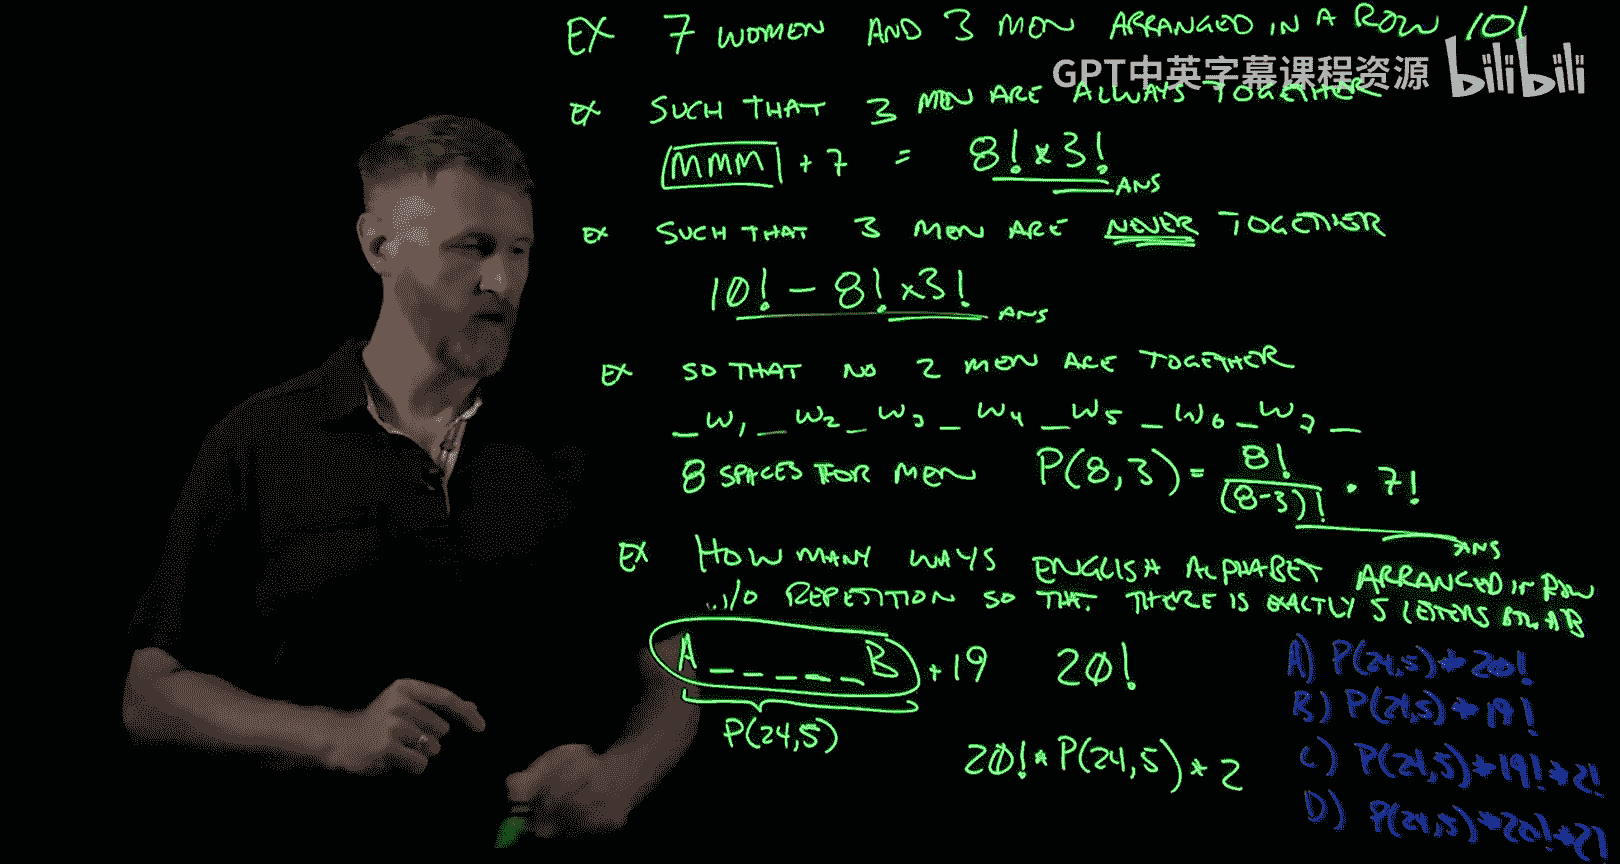 EX 7 WOMEN AND 3 MEN ARRANGED IN A ROW 10!
GPT中英字幕课程资源 bilibili
EX SUCH THAT 3 MEN ARE ALWAYS TOGETHER
MMM + 7 = 8! × 3! ANS
EX SUCH THAT 3 MEN ARE NEVER TOGETHER
10! – 8! × 3! ANS
EX SO THAT NO 2 MEN ARE TOGETHER
_ W1 _ W2 _ W3 _ W4 _ W5 _ W6 _ W7 _
8 SPACES FOR MEN P(8,3) = 8! / (8-3)! · 7!
ANS
EX HOW MANY WAYS ENGLISH ALPHABET ARRANGED IN ROW
w/o REPETITION SO THAT THERE IS EXACTLY 5 LETTERS BTW AB
A _ _ _ _ _ B + 19 20!
P(24,5)
20! * P(24,5) * 2
A) P(24,5) * 20!
B) P(24,5) * 19!
C) P(24,5) * 19! * 2!
D) P(24,5) * 20! * 2!